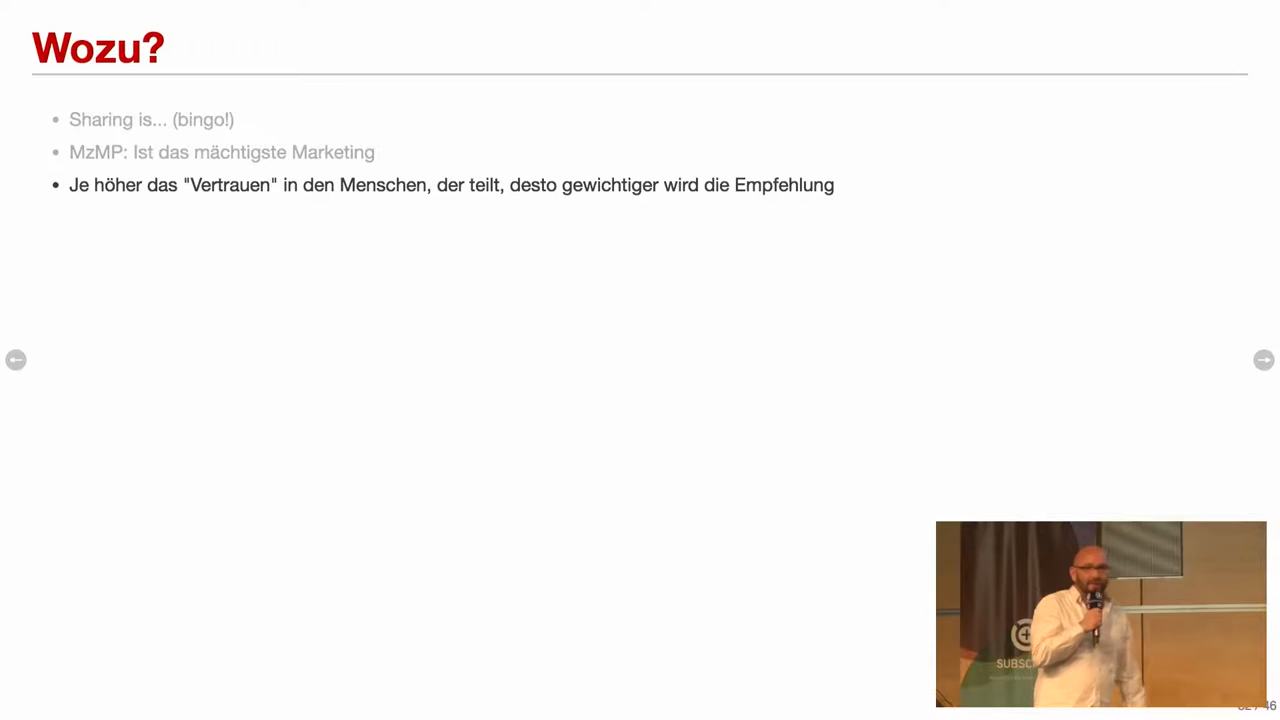 Wozu?
• Sharing is... (bingo!)
• MzMP: Ist das mächtigste Marketing
• Je höher das "Vertrauen" in den Menschen, der teilt, desto gewichtiger wird die Empfehlung
SUBSC